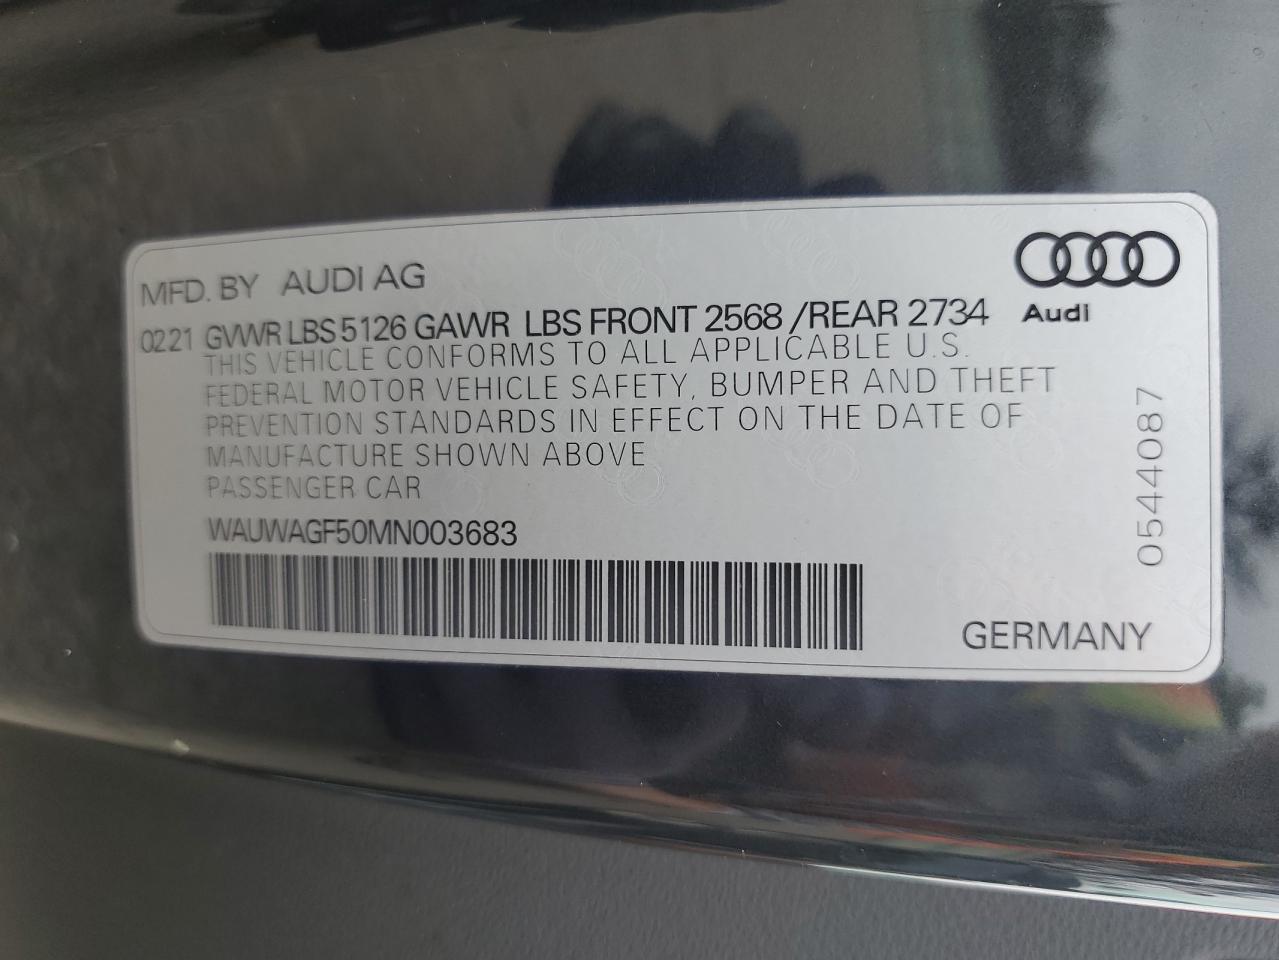 MFD. BY AUDI AG
02 21 GVWR LBS 5126 GAWR LBS FRONT 2568 /REAR 2734
Audi
THIS VEHICLE CONFORMS TO ALL APPLICABLE U.S.
FEDERAL MOTOR VEHICLE SAFETY, BUMPER AND THEFT
PREVENTION STANDARDS IN EFFECT ON THE DATE OF
MANUFACTURE SHOWN ABOVE
PASSENGER CAR
WAUWAGF50MN003683
GERMANY
0544087